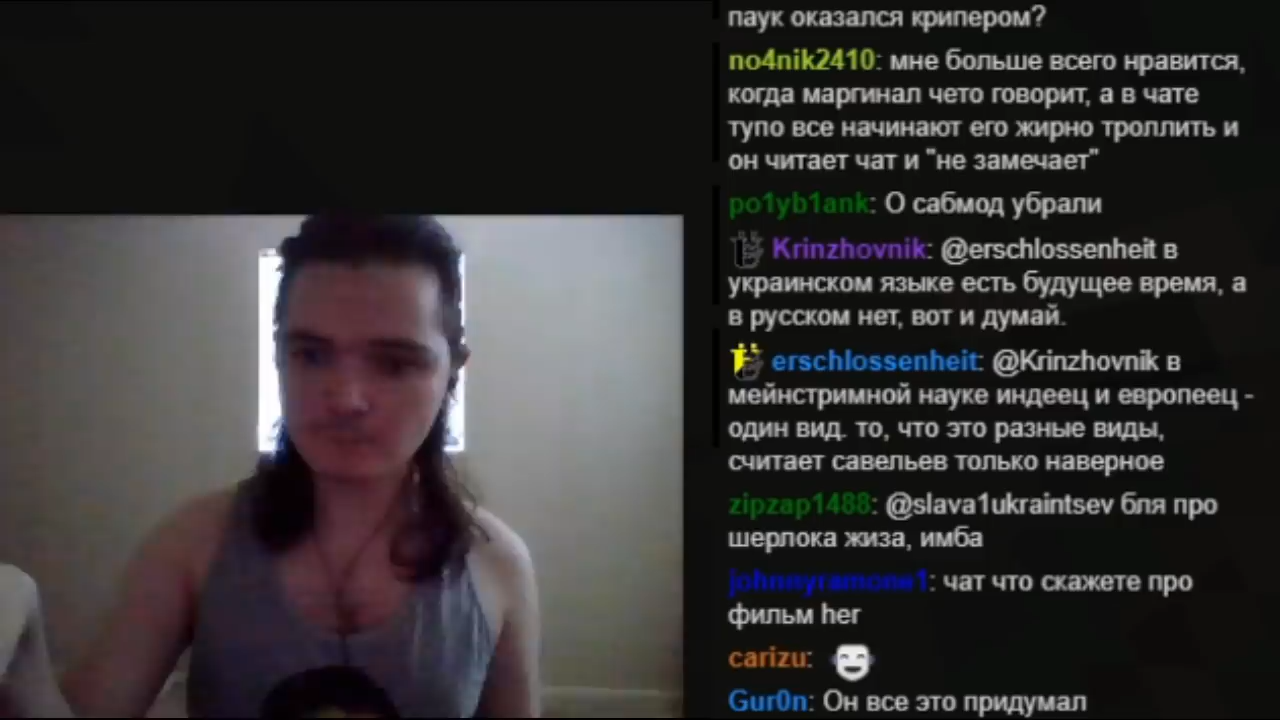 паук оказался крипером?
no4nik2410: мне больше всего нравится,
когда маргинал чето говорит, а в чате
тупо все начинают его жирно троллить и
он читает чат и "не замечает"
po1yb1ank: О сабмод убрали
Krinzhovnik: @erschlossenheit в
украинском языке есть будущее время, а
в русском нет, вот и думай.
erschlossenheit: @Krinzhovnik в
мейнстримной науке индеец и европеец -
один вид. то, что это разные виды,
считает савельев только наверное
zipzap1488: @slava1ukraintsev бля про
шерлока жиза, имба
johnnyramone1: чат что скажете про
фильм her
carizu:
Gur0n: Он все это придумал